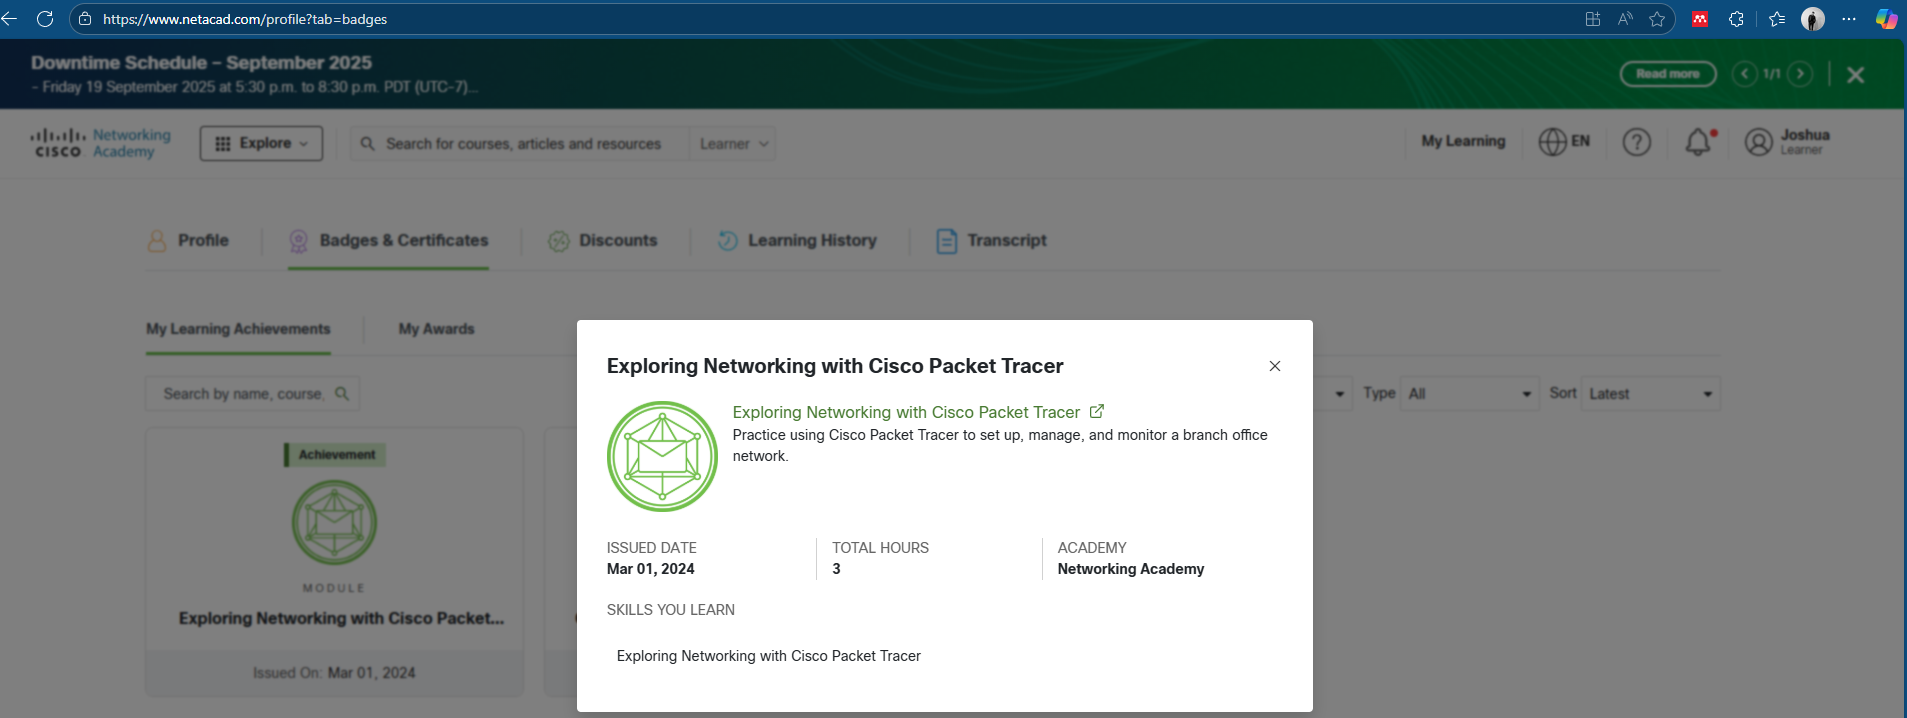 https://www.netacad.com/profile?tab=badges
Downtime Schedule – September 2025
- Friday 19 September 2025 at 5:30 p.m. to 8:30 p.m. PDT (UTC-7)...
Read more
1/1
CISCO Networking Academy
Explore
Search for courses, articles and resources
Learner
My Learning
EN
Joshua
Learner
Profile
Badges & Certificates
Discounts
Learning History
Transcript
My Learning Achievements
My Awards
Search by name, course,
Type
All
Sort
Latest
Achievement
MODULE
Exploring Networking with Cisco Packet...
Issued On: Mar 01, 2024
Exploring Networking with Cisco Packet Tracer
Exploring Networking with Cisco Packet Tracer
Practice using Cisco Packet Tracer to set up, manage, and monitor a branch office
network.
ISSUED DATE
Mar 01, 2024
TOTAL HOURS
3
ACADEMY
Networking Academy
SKILLS YOU LEARN
Exploring Networking with Cisco Packet Tracer